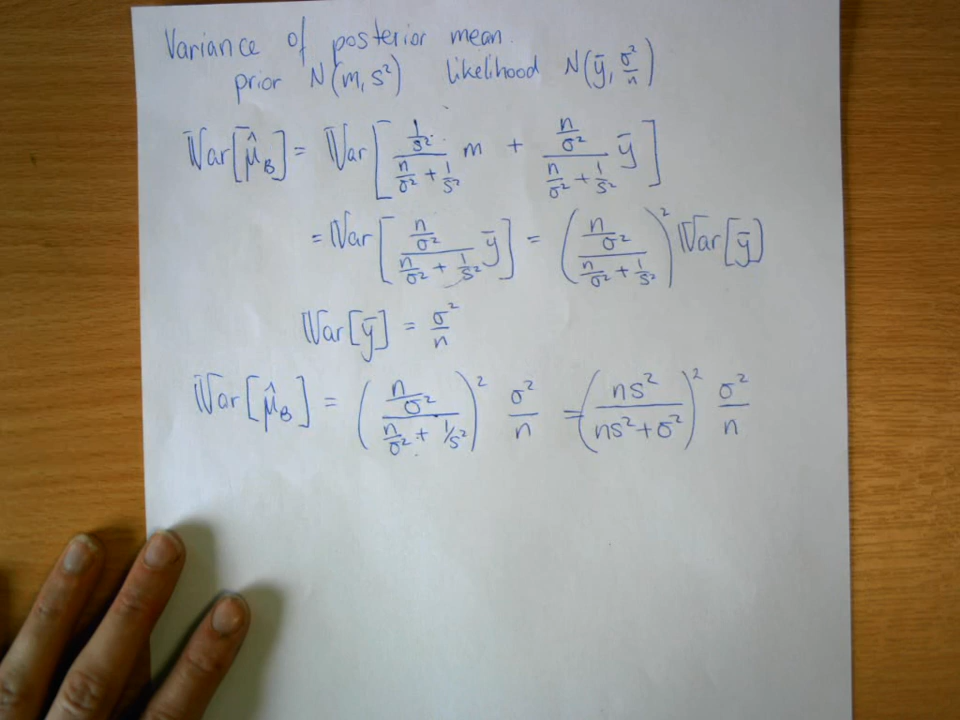 Variance of posterior mean.
prior N(m, s²) likelihood N(ȳ, σ²/n)
𝕍ar[μ̂_B] = 𝕍ar[ (1/s²)/(n/σ² + 1/s²) m + (n/σ²)/(n/σ² + 1/s²) ȳ ]
= 𝕍ar[ (n/σ²)/(n/σ² + 1/s²) ȳ ] = ( (n/σ²)/(n/σ² + 1/s²) )² 𝕍ar[ȳ]
𝕍ar[ȳ] = σ²/n
𝕍ar[μ̂_B] = ( (n/σ²)/(n/σ² + 1/s²) )² σ²/n = ( ns²/(ns² + σ²) )² σ²/n